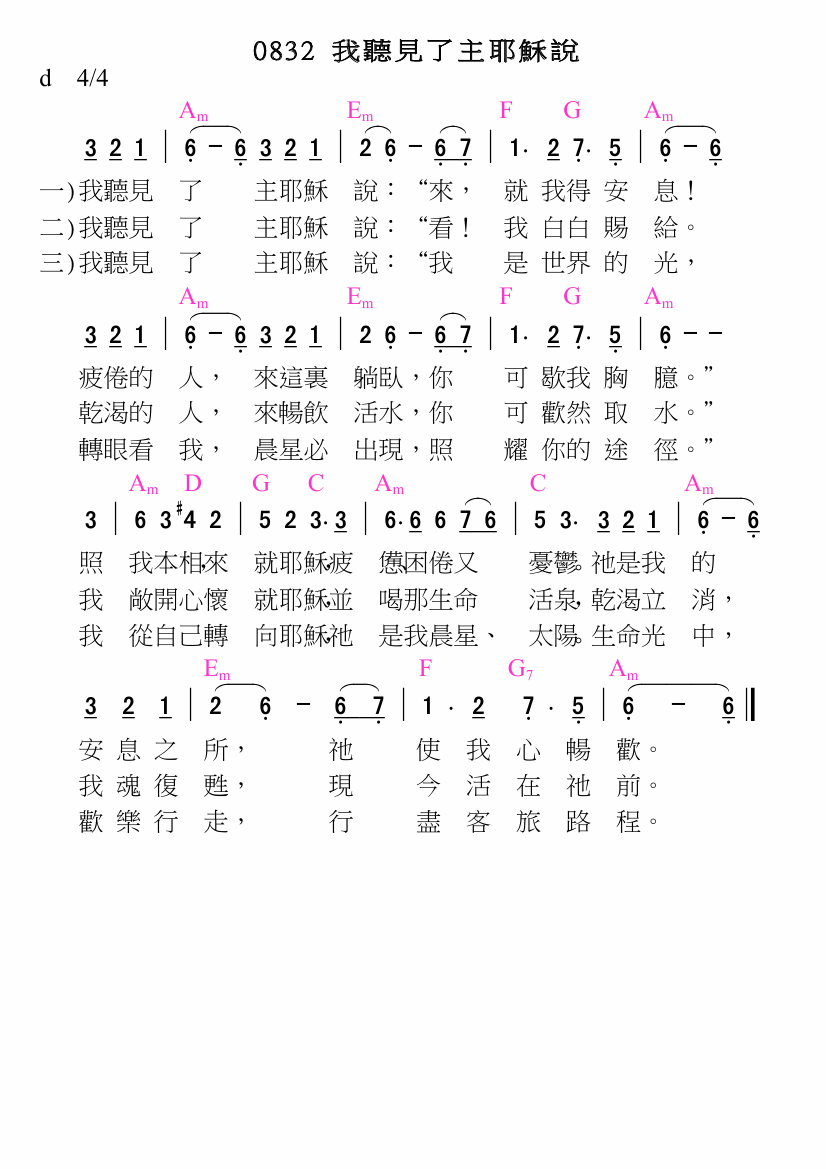 0832 我聽見了主耶穌說
d 4/4
Am Em F G Am
3 2 1 | 6 - 6 3 2 1 | 2 6 - 6 7 | 1· 2 7· 5 | 6 - 6
一)我聽見 了 主耶穌 說：“來， 就 我得 安 息！
二)我聽見 了 主耶穌 說：“看！ 我 白白 賜 給。
三)我聽見 了 主耶穌 說：“我 是 世界 的 光，
Am Em F G Am
3 2 1 | 6 - 6 3 2 1 | 2 6 - 6 7 | 1· 2 7· 5 | 6 - -
疲倦的 人， 來這裏 躺臥，你 可 歇我 胸 臆。”
乾渴的 人， 來暢飲 活水，你 可 歡然 取 水。”
轉眼看 我， 晨星必 出現，照 耀 你的 途 徑。”
Am D G C Am C Am
3 | 6 3 #4 2 | 5 2 3· 3 | 6· 6 6 7 6 | 5 3· 3 2 1 | 6 - 6
照 我本相，來 就耶穌，疲 憊、困倦又 憂鬱。祂是我 的
我 敞開心懷 就耶穌，並 喝那生命 活泉，乾渴立 消，
我 從自己轉 向耶穌，祂 是我晨星、 太陽。生命光 中，
Em F G7 Am
3 2 1 | 2 6 - 6 7 | 1 · 2 7 · 5 | 6 - 6 ‖
安 息 之 所， 祂 使 我 心 暢 歡。
我 魂 復 甦， 現 今 活 在 祂 前。
歡 樂 行 走， 行 盡 客 旅 路 程。